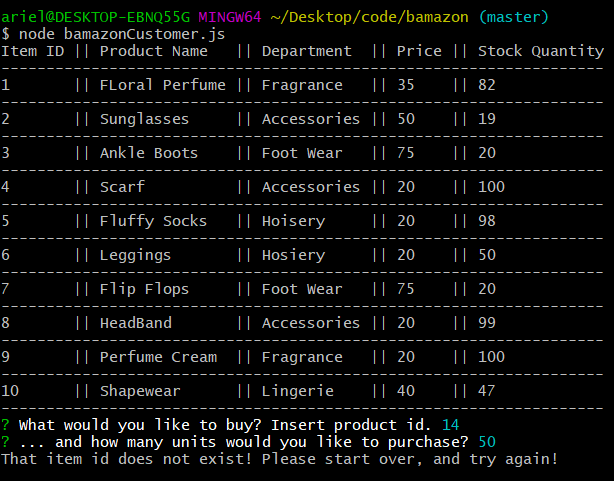 ariel@DESKTOP-EBNQ55G MINGW64 ~/Desktop/code/bamazon (master)
$ node bamazonCustomer.js
Item ID || Product Name   || Department  || Price || Stock Quantity
-------------------------------------------------------------------
1       || FLoral Perfume || Fragrance   || 35    || 82
-------------------------------------------------------------------
2       || Sunglasses     || Accessories || 50    || 19
-------------------------------------------------------------------
3       || Ankle Boots    || Foot Wear   || 75    || 20
-------------------------------------------------------------------
4       || Scarf          || Accessories || 20    || 100
-------------------------------------------------------------------
5       || Fluffy Socks   || Hoisery     || 20    || 98
-------------------------------------------------------------------
6       || Leggings       || Hosiery     || 20    || 50
-------------------------------------------------------------------
7       || Flip Flops     || Foot Wear   || 75    || 20
-------------------------------------------------------------------
8       || HeadBand       || Accessories || 20    || 99
-------------------------------------------------------------------
9       || Perfume Cream  || Fragrance   || 20    || 100
-------------------------------------------------------------------
10      || Shapewear      || Lingerie    || 40    || 47
-------------------------------------------------------------------
? What would you like to buy? Insert product id. 14
? ... and how many units would you like to purchase? 50
That item id does not exist! Please start over, and try again!